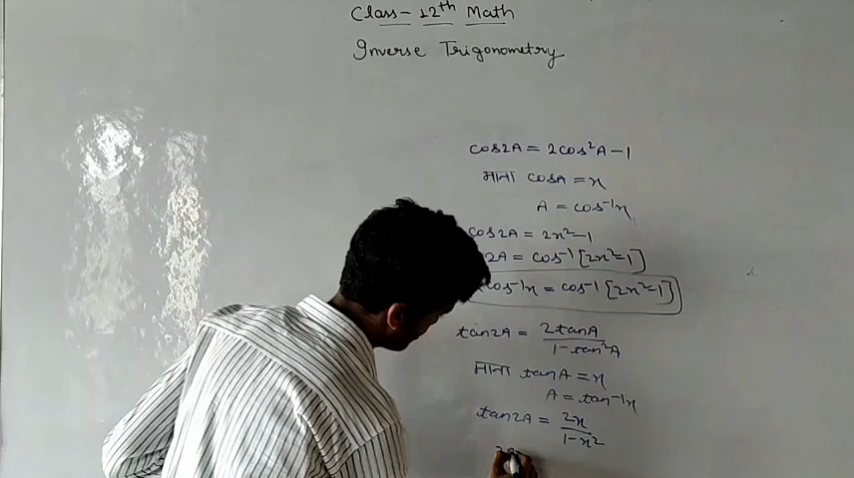 Class - 12th Math
Inverse Trigonometry
cos2A = 2cos²A - 1
माना cosA = x
A = cos⁻¹x
cos2A = 2x² - 1
2A = cos⁻¹[2x² - 1]
cos⁻¹x = cos⁻¹[2x² - 1]
tan2A = 2tanA / 1 - tan²A
माना tanA = x
A = tan⁻¹x
tan2A = 2x / 1 - x²